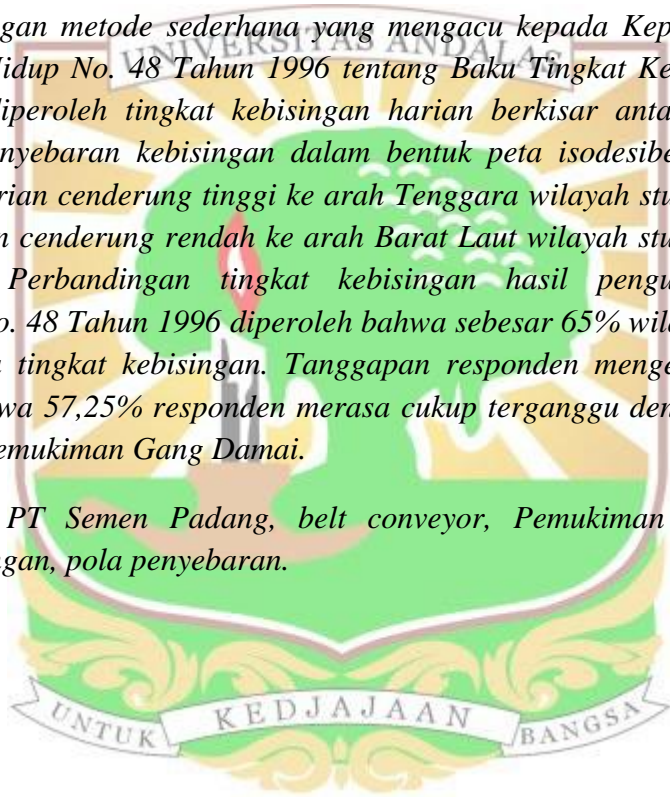 ngan metode sederhana yang mengacu kepada Kep
UNIVERSITAS ANDALAS
Hidup No. 48 Tahun 1996 tentang Baku Tingkat Ke
diperoleh tingkat kebisingan harian berkisar anta
nyebaran kebisingan dalam bentuk peta isodesibe
rian cenderung tinggi ke arah Tenggara wilayah stu
n cenderung rendah ke arah Barat Laut wilayah stu
Perbandingan tingkat kebisingan hasil pengu
o. 48 Tahun 1996 diperoleh bahwa sebesar 65% wila
u tingkat kebisingan. Tanggapan responden menge
wa 57,25% responden merasa cukup terganggu den
emukiman Gang Damai.
PT Semen Padang, belt conveyor, Pemukiman
ngan, pola penyebaran.
UNTUK KEDJAJAAN BANGSA